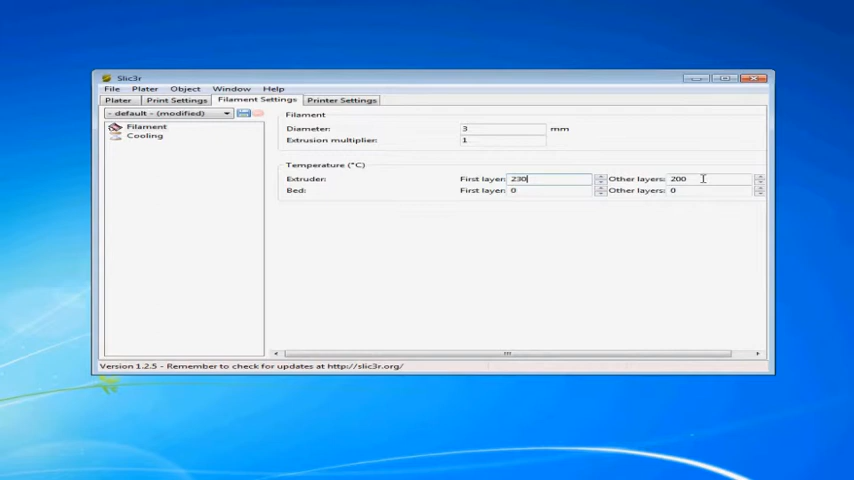 Slic3r
File Plater Object Window Help
Plater Print Settings Filament Settings Printer Settings
- default - (modified)
Filament
Cooling
Filament
Diameter: 3 mm
Extrusion multiplier: 1
Temperature (°C)
Extruder: First layer: 230 Other layers: 200
Bed: First layer: 0 Other layers: 0
Version 1.2.5 - Remember to check for updates at http://slic3r.org/